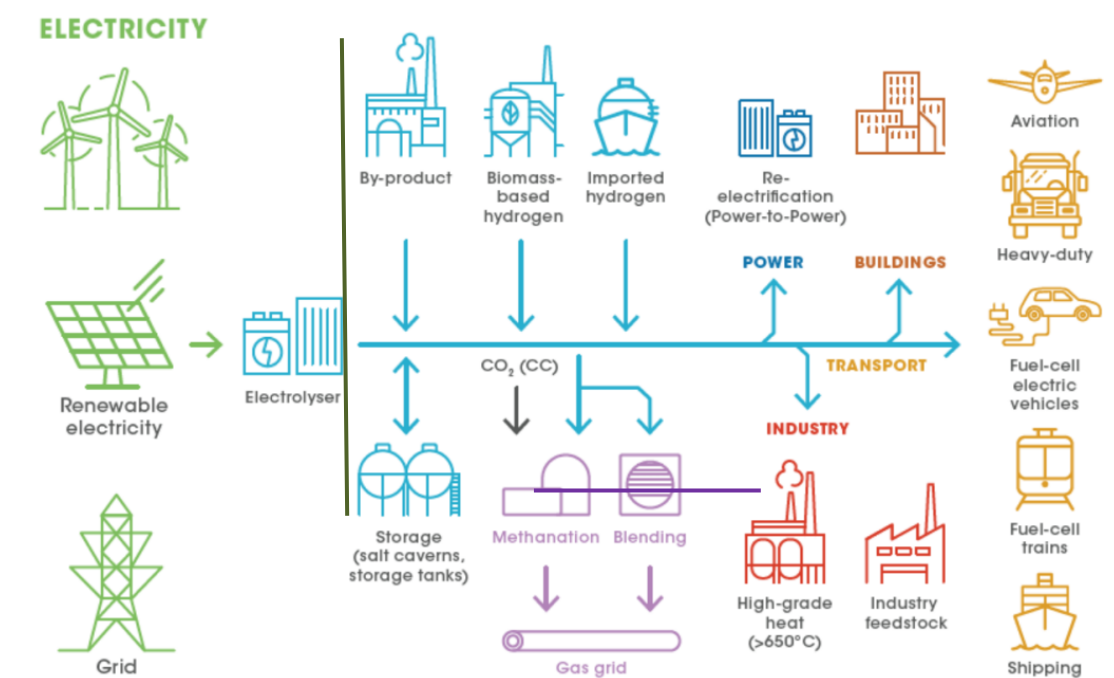 ELECTRICITY
By-product
Biomass-
based
hydrogen
Imported
hydrogen
Re-
electrification
(Power-to-Power)
Aviation
Heavy-duty
POWER
BUILDINGS
Renewable
electricity
Electrolyser
CO₂ (CC)
TRANSPORT
Fuel-cell
electric
vehicles
INDUSTRY
Storage
(salt caverns,
storage tanks)
Methanation
Blending
Fuel-cell
trains
High-grade
heat
(>650°C)
Industry
feedstock
Grid
Gas grid
Shipping